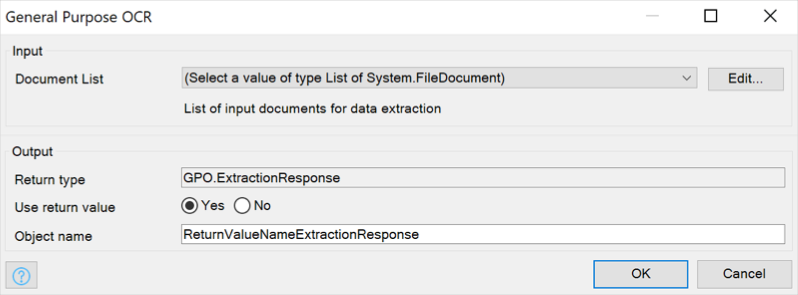 General Purpose OCR
Input
Document List (Select a value of type List of System.FileDocument) Edit...
List of input documents for data extraction
Output
Return type GPO.ExtractionResponse
Use return value Yes No
Object name ReturnValueNameExtractionResponse
? OK Cancel